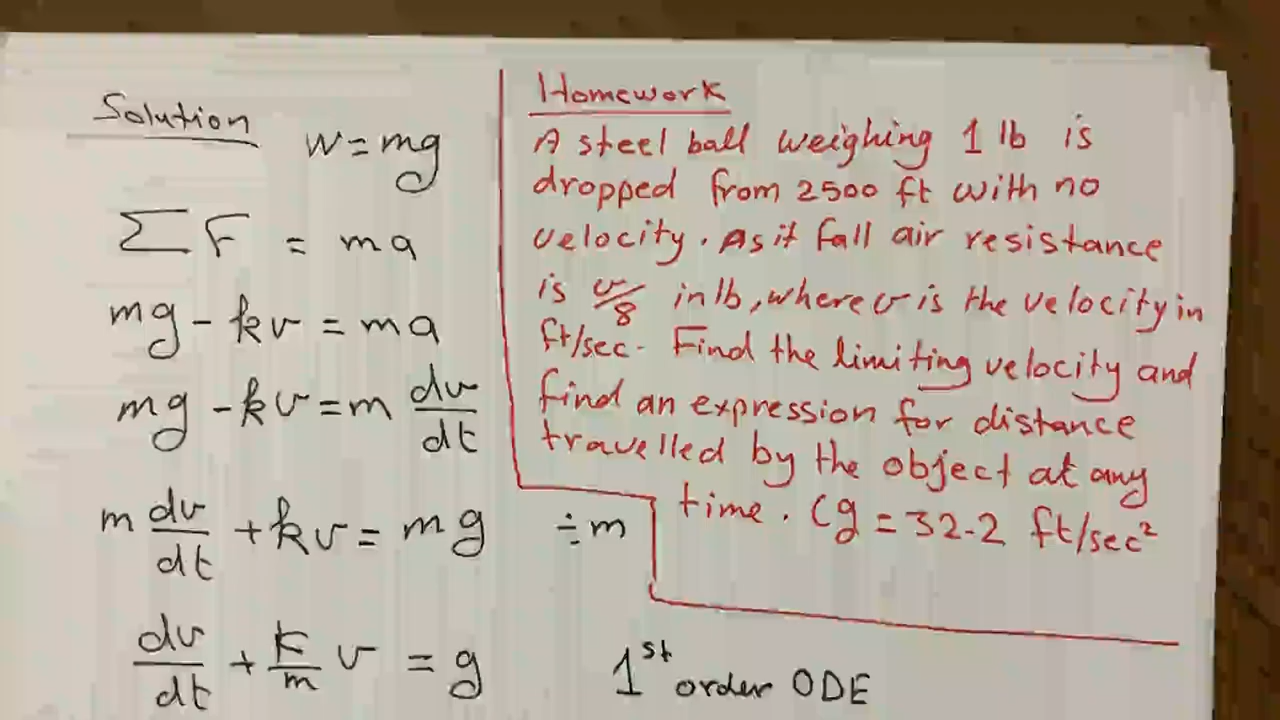 Solution
W = mg
ΣF = ma
mg - kv = ma
mg - kv = m dv/dt
m dv/dt + kv = mg ÷m
dv/dt + k/m v = g
1st order ODE
Homework
A steel ball weighing 1 lb is
dropped from 2500 ft with no
velocity. As it fall air resistance
is v/8 in lb, where v is the velocity in
ft/sec. Find the limiting velocity and
find an expression for distance
travelled by the object at any
time. (g = 32.2 ft/sec²